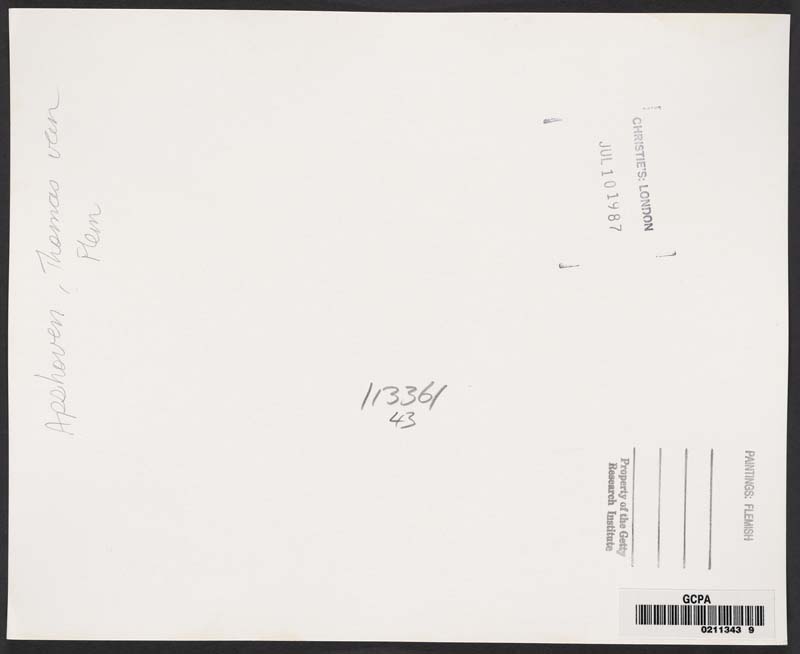 Apshoven, Thomas van
Flem
CHRISTIE'S: LONDON
JUL 10 1987
113361
43
PAINTINGS: FLEMISH
Property of the Getty
Research Institute
GCPA
0211343 9